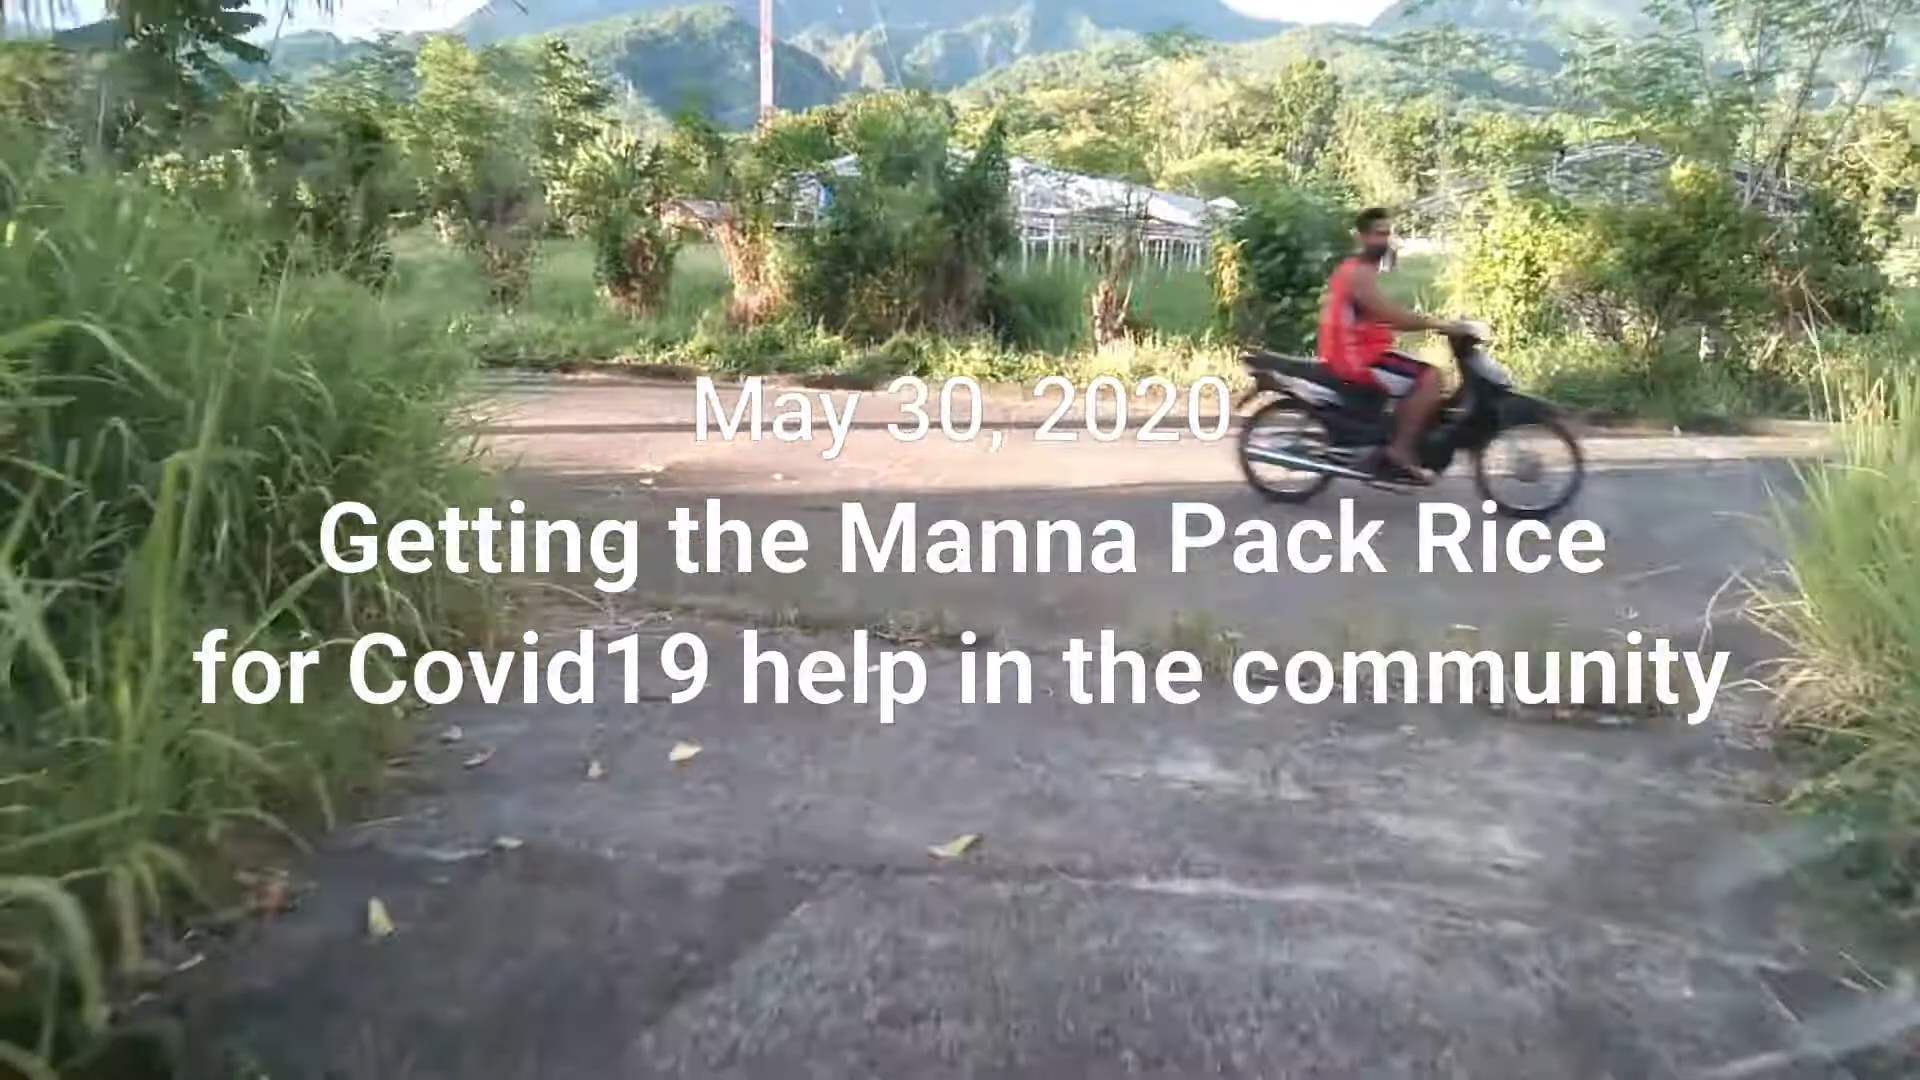 May 30, 2020
Getting the Manna Pack Rice
for Covid19 help in the community